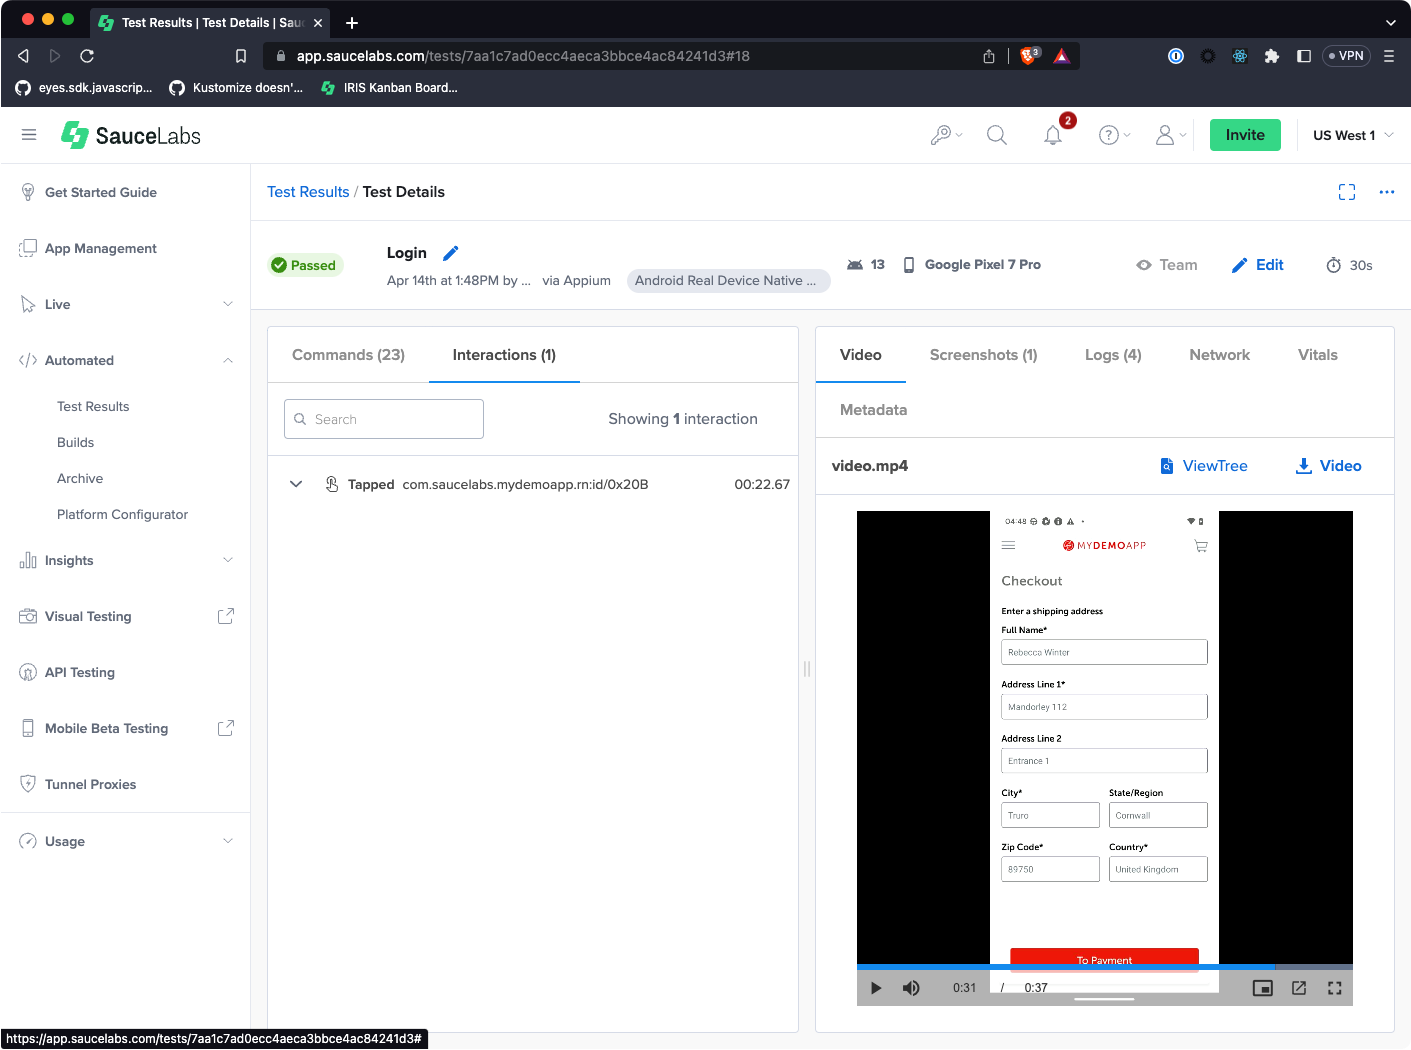 Test Results | Test Details | Sauc
app.saucelabs.com/tests/7aa1c7ad0ecc4aeca3bbce4ac84241d3#18
3
VPN
eyes.sdk.javascrip...
Kustomize doesn'...
IRIS Kanban Board...
SauceLabs
2
Invite
US West 1
Get Started Guide
App Management
Live
Automated
Test Results
Builds
Archive
Platform Configurator
Insights
Visual Testing
API Testing
Mobile Beta Testing
Tunnel Proxies
Usage
Test Results / Test Details
Passed
Login
Apr 14th at 1:48PM by ... via Appium
Android Real Device Native ...
13
Google Pixel 7 Pro
Team
Edit
30s
Commands (23)
Interactions (1)
Search
Showing 1 interaction
Tapped com.saucelabs.mydemoapp.rn:id/0x20B 00:22.67
Video
Screenshots (1)
Logs (4)
Network
Vitals
Metadata
video.mp4
ViewTree
Video
04:48
MYDEMOAPP
Checkout
Enter a shipping address
Full Name*
Rebecca Winter
Address Line 1*
Mandorley 112
Address Line 2
Entrance 1
City*
State/Region
Truro
Cornwall
Zip Code*
Country*
89750
United Kingdom
To Payment
0:31 / 0:37
https://app.saucelabs.com/tests/7aa1c7ad0ecc4aeca3bbce4ac84241d3#